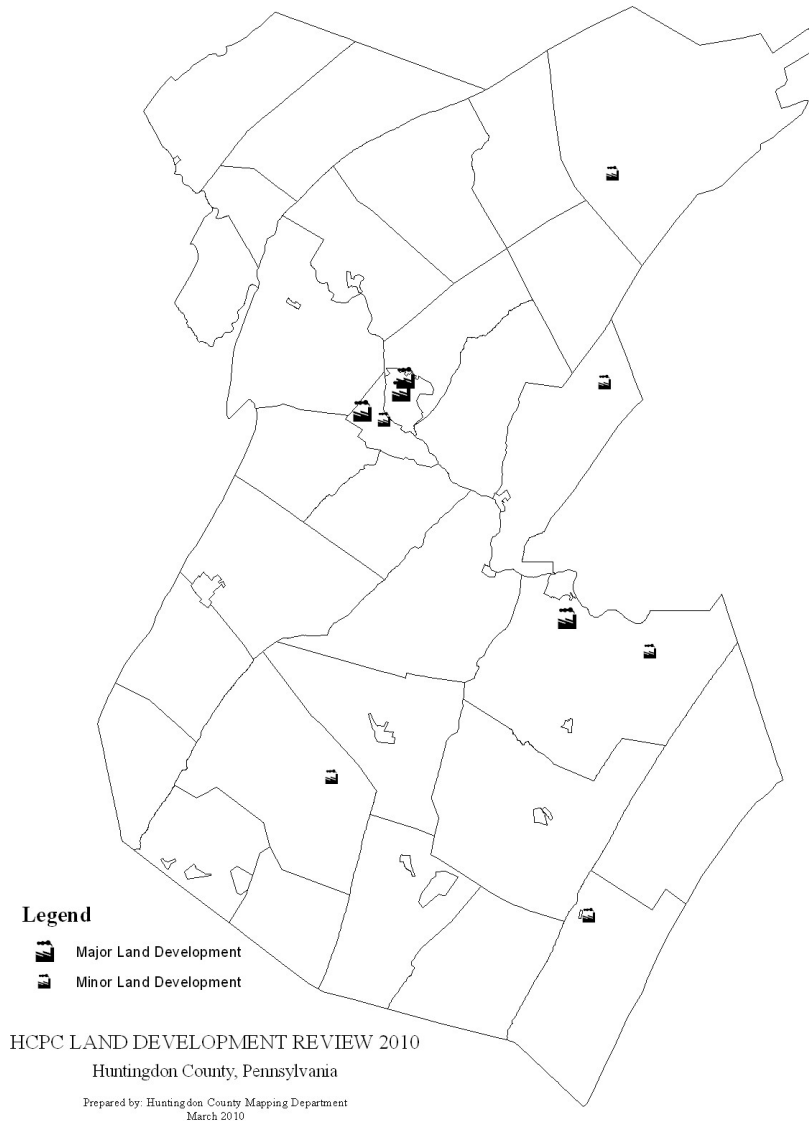 Legend
Major Land Development
Minor Land Development
HCPC LAND DEVELOPMENT REVIEW 2010
Huntingdon County, Pennsylvania
Prepared by: Huntingdon County Mapping Department
March 2010